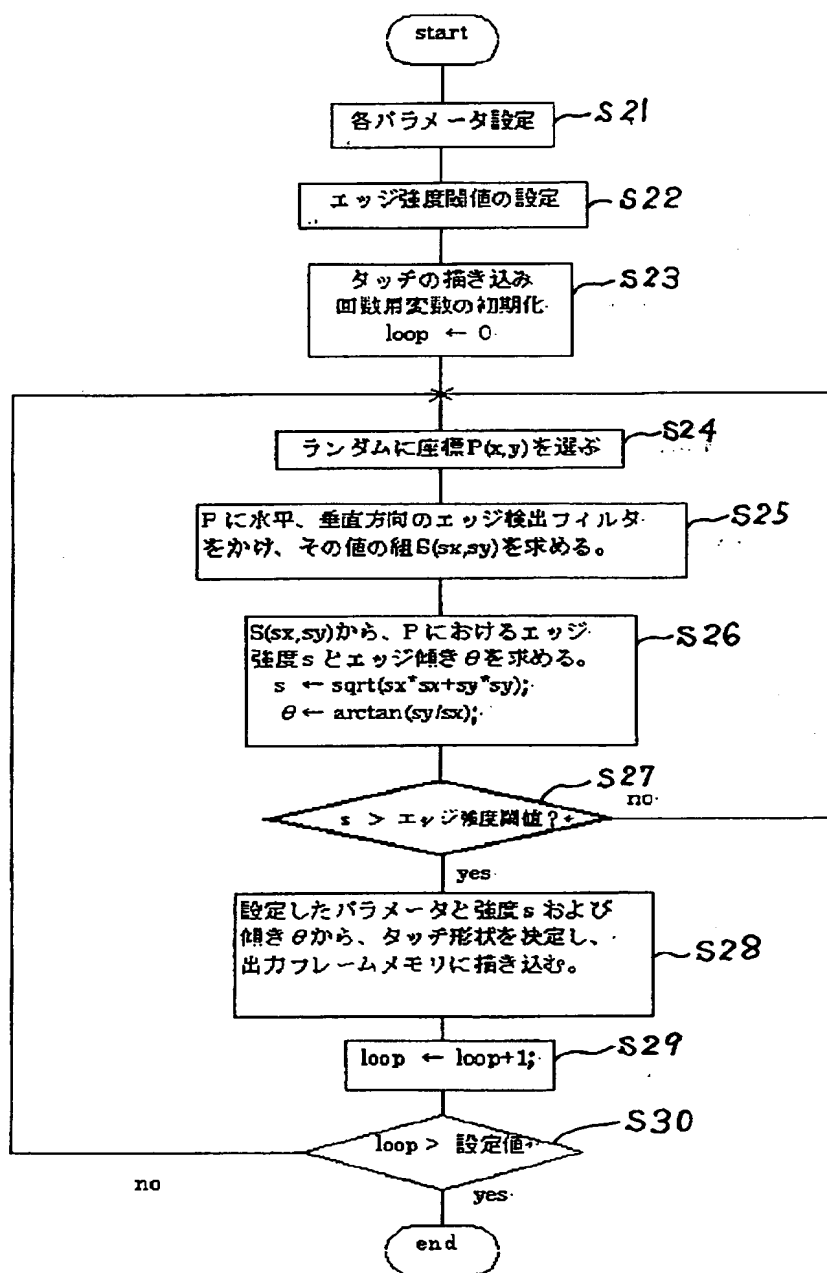 start
各パラメータ設定
S21
エッジ強度閾値の設定
S22
タッチの描き込み
回数用変数の初期化
loop ← 0
S23
ランダムに座標P(x,y)を選ぶ
S24
Pに水平、垂直方向のエッジ検出フィルタ
をかけ、その値の組S(sx,sy)を求める。
S25
S(sx,sy)から、Pにおけるエッジ
強度sとエッジ傾きθを求める。
s ← sqrt(sx*sx+sy*sy);
θ ← arctan(sy/sx);
S26
S27
s > エッジ強度閾値?
no
yes
設定したパラメータと強度sおよび
傾きθから、タッチ形状を決定し、
出力フレームメモリに描き込む。
S28
loop ← loop+1;
S29
loop > 設定値
S30
no
yes
end